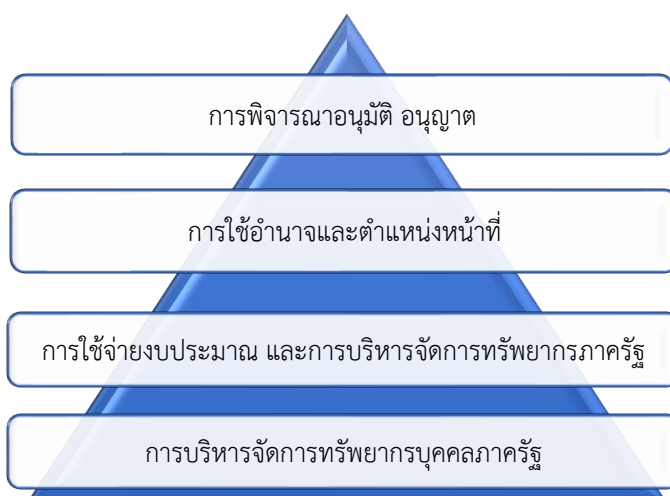 การพิจารณาอนุมัติ อนุญาต
การใช้อำนาจและตำแหน่งหน้าที่
การใช้จ่ายงบประมาณ และการบริหารจัดการทรัพยากรภาครัฐ
การบริหารจัดการทรัพยากรบุคคลภาครัฐ